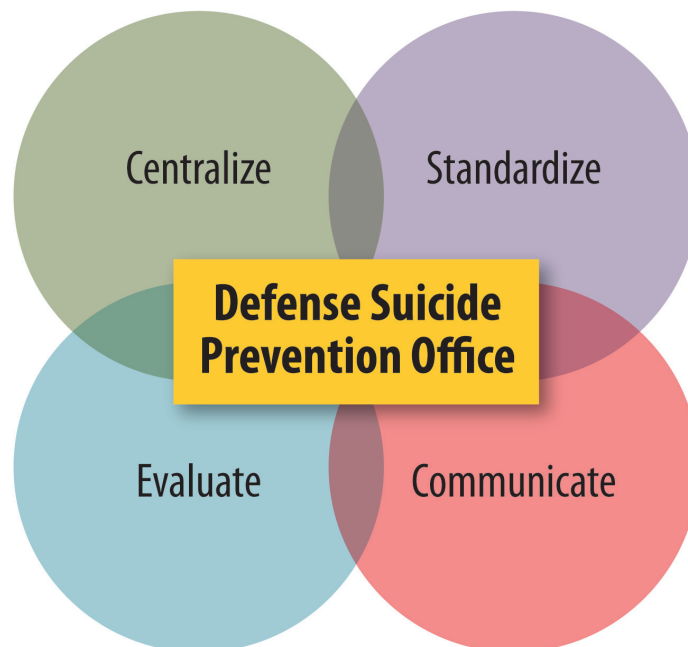 Centralize
Standardize
Defense Suicide
Prevention Office
Evaluate
Communicate